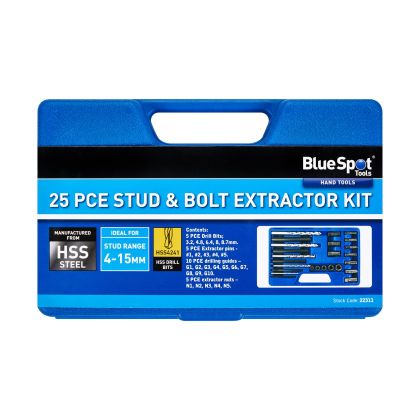 BlueSpot
Tools
HAND TOOLS
25 PCE STUD & BOLT EXTRACTOR KIT
MANUFACTURED
FROM
HSS
STEEL
IDEAL FOR
STUD RANGE
4-15MM
HSS4241
HSS DRILL
BITS
Contents:
5 PCE Drill Bits;
3.2, 4.8, 6.4, 8, 8.7mm.
5 PCE Extractor pins -
#1, #2, #3, #4, #5.
10 PCE drilling guides -
G1, G2, G3, G4, G5, G6, G7,
G8, G9, G10.
5 PCE extractor nuts -
N1, N2, N3, N4, N5.
Stock Code: 22311